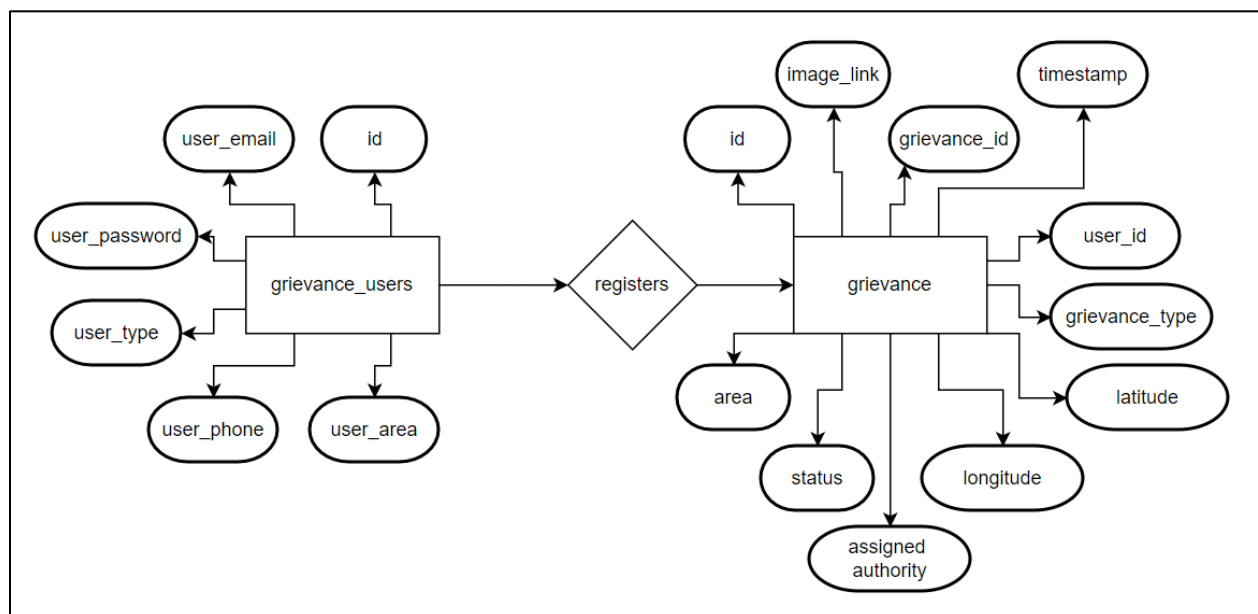 image_link
timestamp
user_email
id
id
grievance_id
user_password
user_id
grievance_users
registers
grievance
grievance_type
user_type
area
latitude
user_phone
user_area
status
longitude
assigned
authority